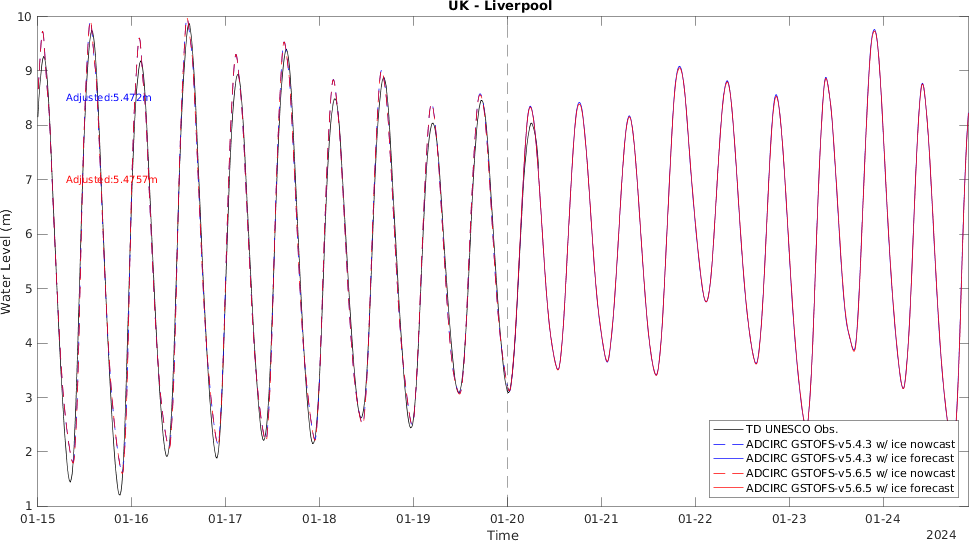 UK - Liverpool
10
9
8
7
6
5
4
3
2
1
Water Level (m)
Adjusted:5.472m
Adjusted:5.4757m
TD UNESCO Obs.
ADCIRC GSTOFS-v5.4.3 w/ ice nowcast
ADCIRC GSTOFS-v5.4.3 w/ ice forecast
ADCIRC GSTOFS-v5.6.5 w/ ice nowcast
ADCIRC GSTOFS-v5.6.5 w/ ice forecast
01-15 01-16 01-17 01-18 01-19 01-20 01-21 01-22 01-23 01-24
Time
2024